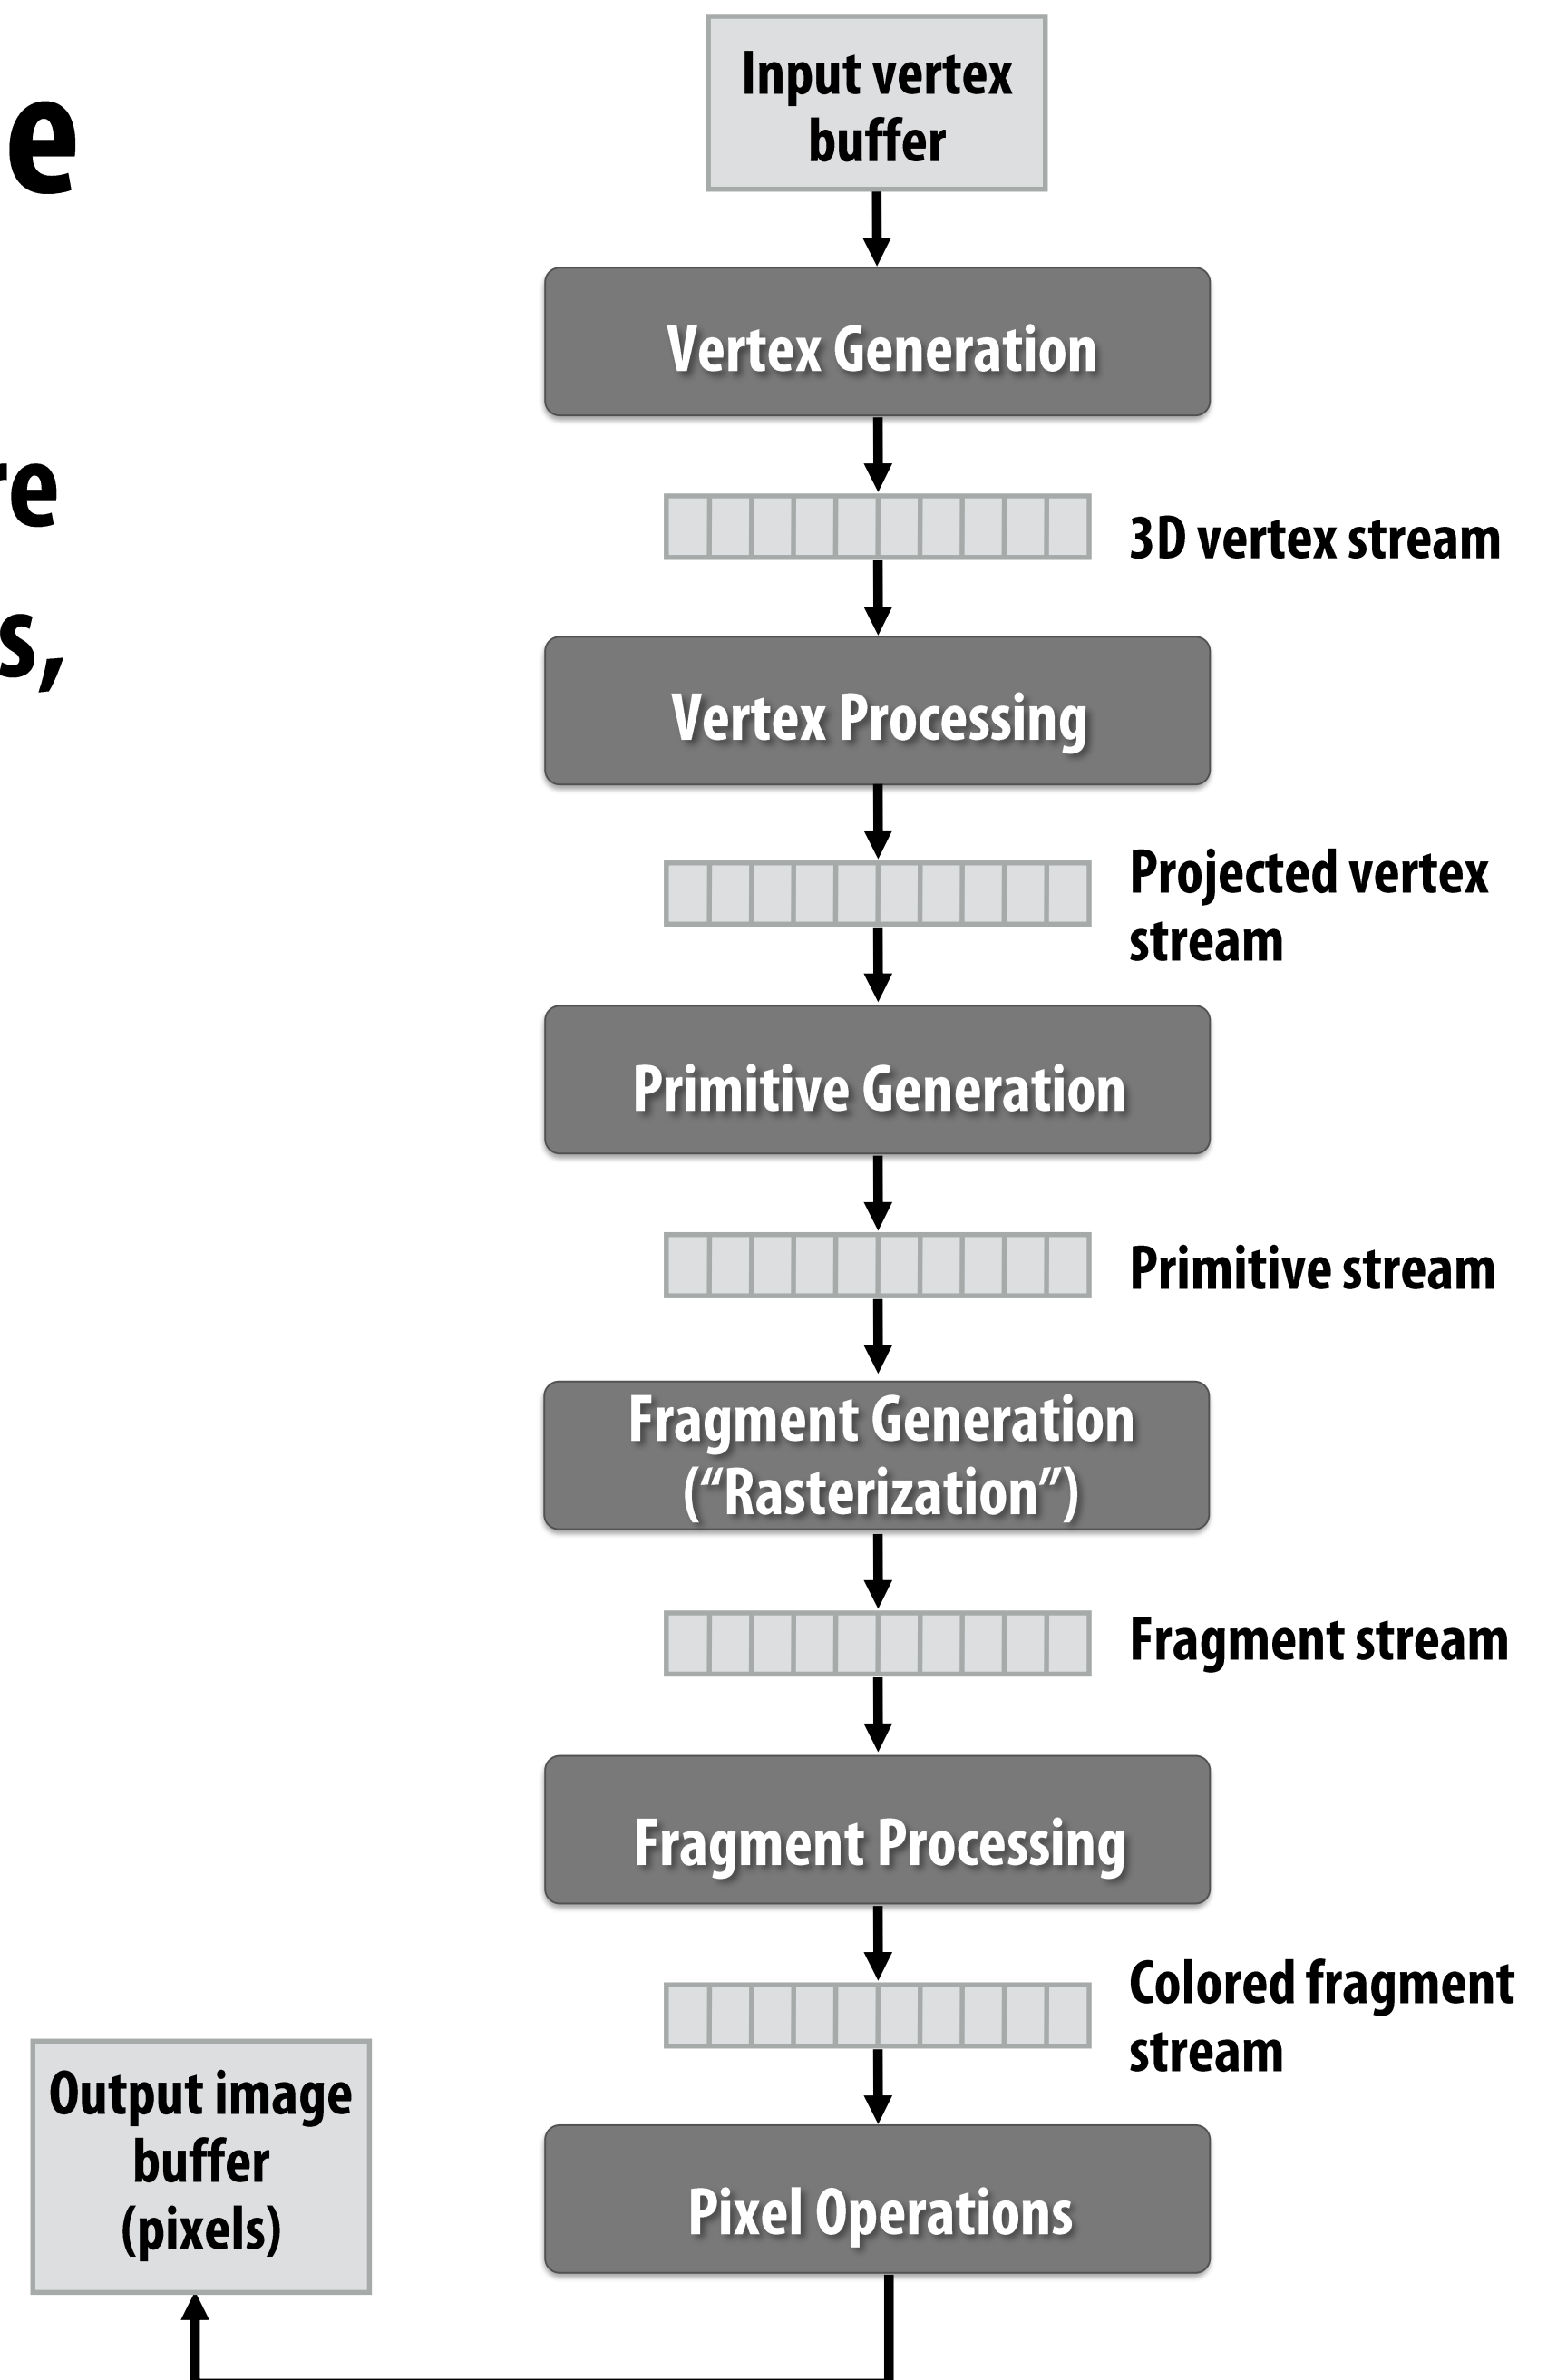 e
re
s,
Input vertex
buffer
Vertex Generation
3D vertex stream
Vertex Processing
Projected vertex
stream
Primitive Generation
Primitive stream
Fragment Generation
(“Rasterization”)
Fragment stream
Fragment Processing
Colored fragment
stream
Output image
buffer
(pixels)
Pixel Operations